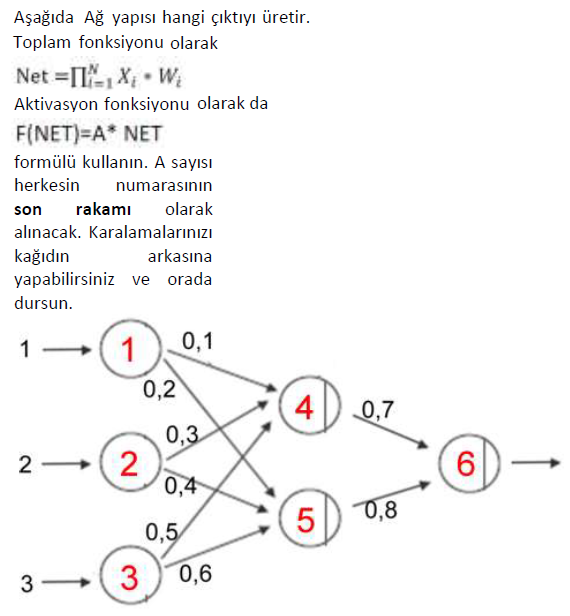 Aşağıda Ağ yapısı hangi çıktıyı üretir.
Toplam fonksiyonu olarak
Net =∏ᴺᵢ₌₁ Xᵢ * Wᵢ
Aktivasyon fonksiyonu olarak da
F(NET)=A* NET
formülü kullanın. A sayısı
herkesin numarasının
son rakamı olarak
alınacak. Karalamalarınızı
kağıdın arkasına
yapabilirsiniz ve orada
dursun.
1 1 0,1
0,2
4 0,7
0,3
2 2 6
0,4
5 0,8
0,5
3 3 0,6